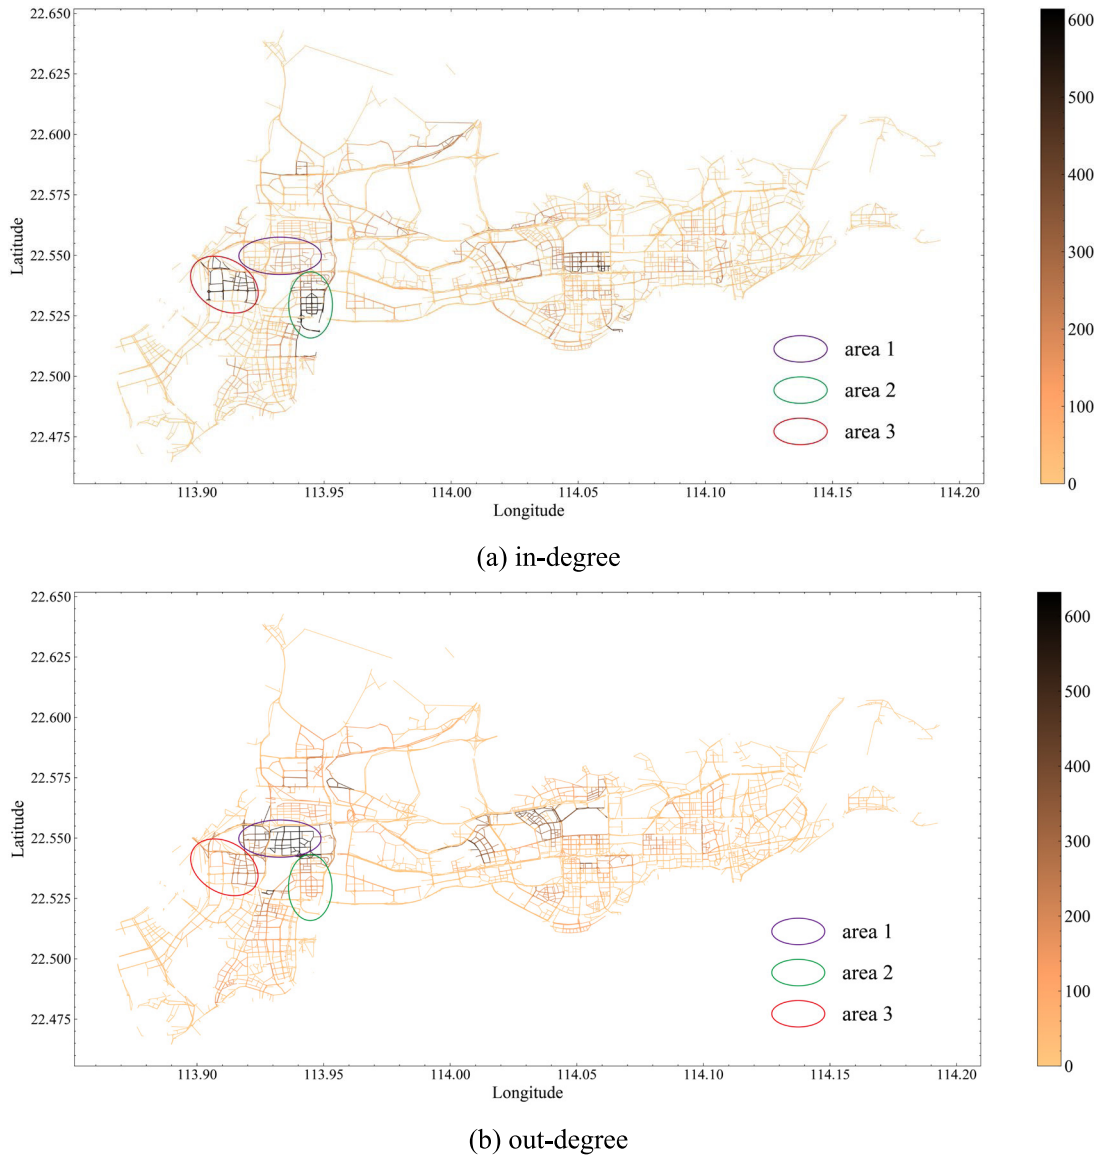 22.650
22.625
22.600
22.575
22.550
22.525
22.500
22.475
Latitude
113.90 113.95 114.00 114.05 114.10 114.15 114.20
Longitude
area 1
area 2
area 3
600
500
400
300
200
100
0
(a) in-degree
22.650
22.625
22.600
22.575
22.550
22.525
22.500
22.475
Latitude
113.90 113.95 114.00 114.05 114.10 114.15 114.20
Longitude
area 1
area 2
area 3
600
500
400
300
200
100
0
(b) out-degree